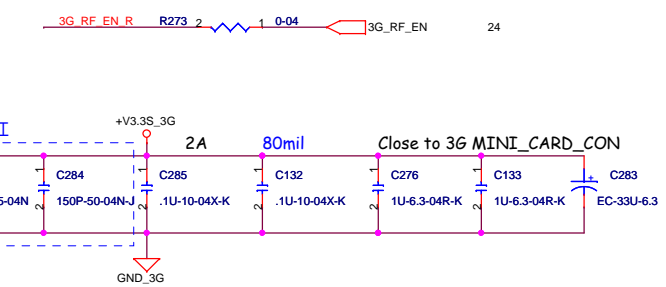 3G_RF_EN_R R273 2 1 0-04 3G_RF_EN 24
+V3.3S_3G
2A 80mil Close to 3G MINI_CARD_CON
1 1 1 1 1 +
C284 C285 C132 C276 C133 C283
5-04N 150P-50-04N-J .1U-10-04X-K .1U-10-04X-K 1U-6.3-04R-K 1U-6.3-04R-K EC-33U-6.3
2 2 2 2 2
GND_3G